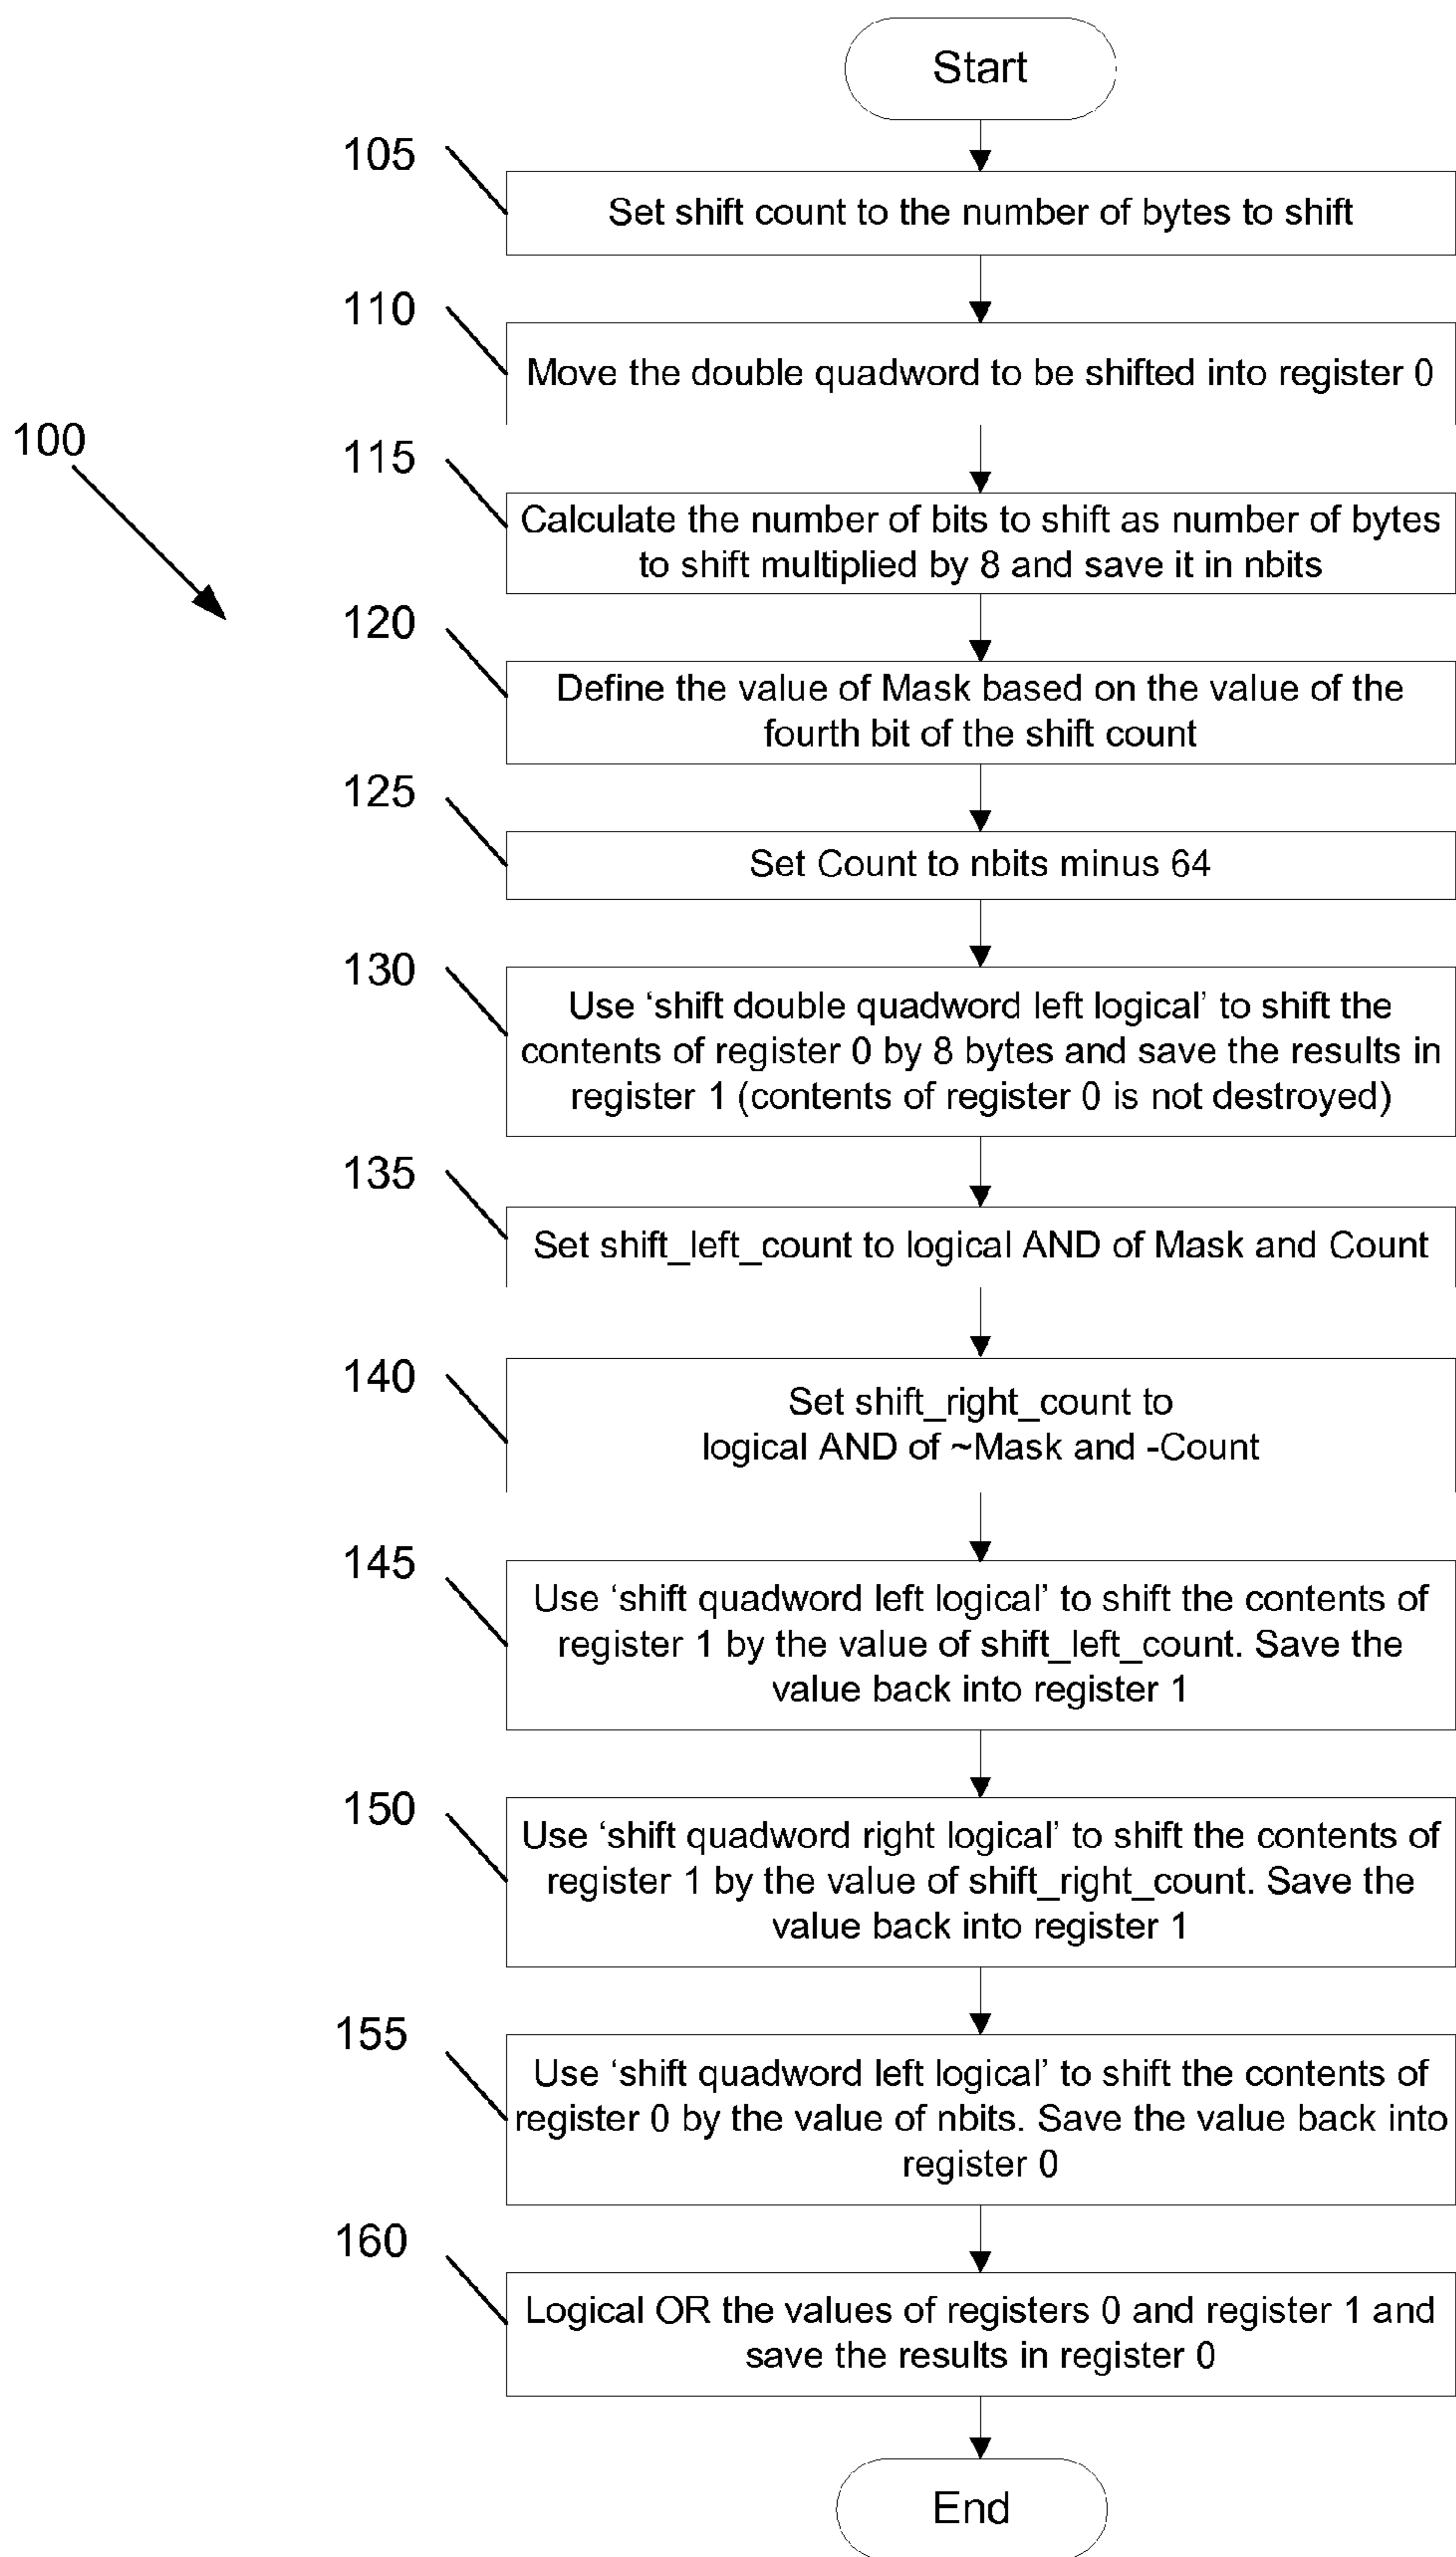 Start
105
Set shift count to the number of bytes to shift
110
Move the double quadword to be shifted into register 0
100
115
Calculate the number of bits to shift as number of bytes
to shift multiplied by 8 and save it in nbits
120
Define the value of Mask based on the value of the
fourth bit of the shift count
125
Set Count to nbits minus 64
130
Use ‘shift double quadword left logical’ to shift the
contents of register 0 by 8 bytes and save the results in
register 1 (contents of register 0 is not destroyed)
135
Set shift_left_count to logical AND of Mask and Count
140
Set shift_right_count to
logical AND of ~Mask and -Count
145
Use ‘shift quadword left logical’ to shift the contents of
register 1 by the value of shift_left_count. Save the
value back into register 1
150
Use ‘shift quadword right logical’ to shift the contents of
register 1 by the value of shift_right_count. Save the
value back into register 1
155
Use ‘shift quadword left logical’ to shift the contents of
register 0 by the value of nbits. Save the value back into
register 0
160
Logical OR the values of registers 0 and register 1 and
save the results in register 0
End